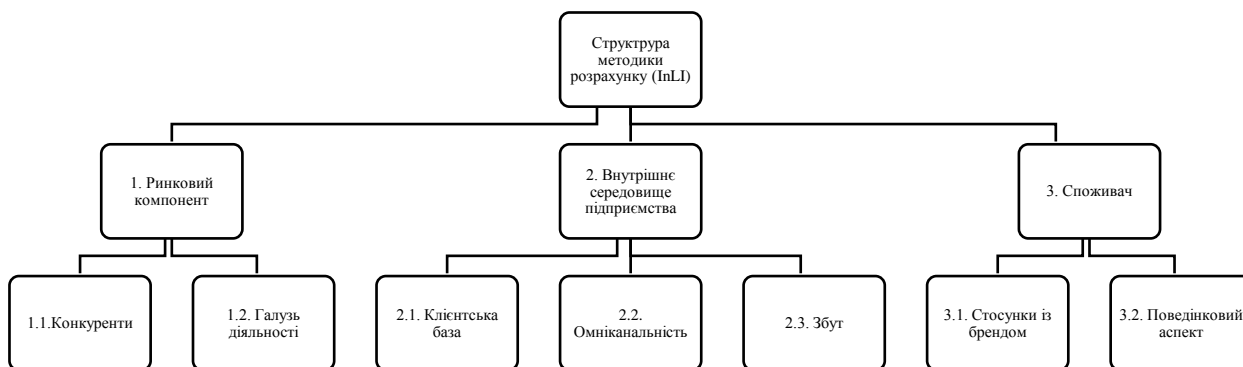 Структрура
методики
розрахунку (InLI)
1. Ринковий
компонент
2. Внутрішнє
середовище
підприємства
3. Споживач
1.1.Конкуренти
1.2. Галузь
діяльності
2.1. Клієнтська
база
2.2.
Омніканальність
2.3. Збут
3.1. Стосунки із
брендом
3.2. Поведінковий
аспект